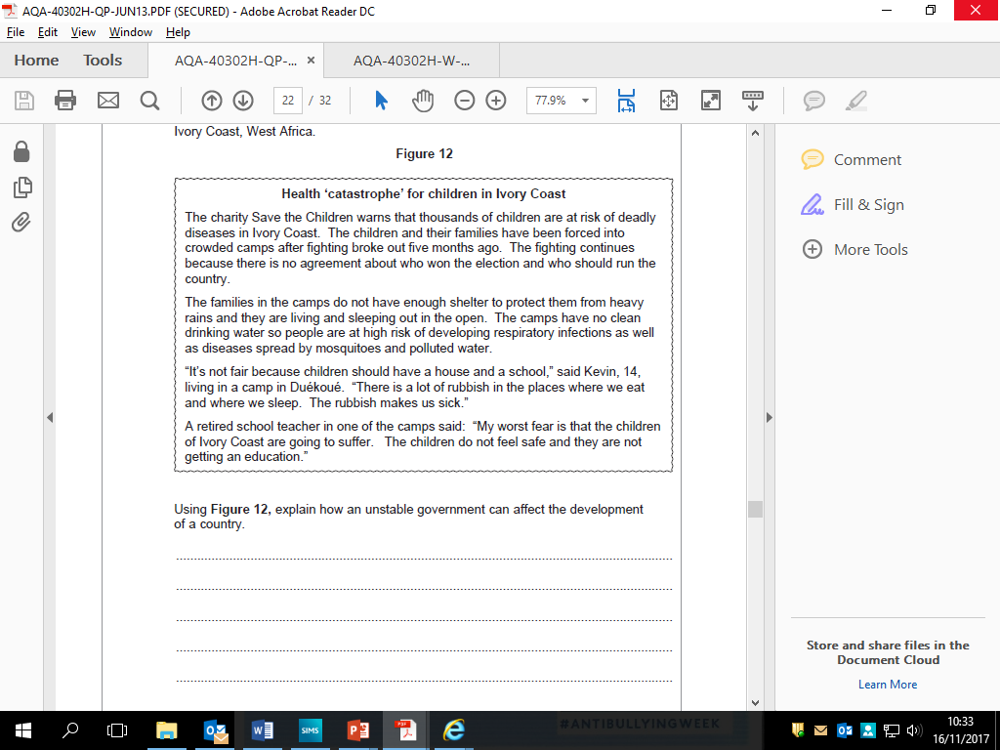 AQA-40302H-QP-JUN13.PDF (SECURED) - Adobe Acrobat Reader DC
File Edit View Window Help
Home Tools AQA-40302H-QP-... × AQA-40302H-W-...
22 / 32 77.9%
Ivory Coast, West Africa.
Figure 12
Health ‘catastrophe’ for children in Ivory Coast
The charity Save the Children warns that thousands of children are at risk of deadly
diseases in Ivory Coast. The children and their families have been forced into
crowded camps after fighting broke out five months ago. The fighting continues
because there is no agreement about who won the election and who should run the
country.
The families in the camps do not have enough shelter to protect them from heavy
rains and they are living and sleeping out in the open. The camps have no clean
drinking water so people are at high risk of developing respiratory infections as well
as diseases spread by mosquitoes and polluted water.
“It’s not fair because children should have a house and a school,” said Kevin, 14,
living in a camp in Duékoué. “There is a lot of rubbish in the places where we eat
and where we sleep. The rubbish makes us sick.”
A retired school teacher in one of the camps said: “My worst fear is that the children
of Ivory Coast are going to suffer. The children do not feel safe and they are not
getting an education.”
Using Figure 12, explain how an unstable government can affect the development
of a country.
Comment
Fill & Sign
More Tools
Store and share files in the
Document Cloud
Learn More
SIMS
#ANTIBULLYINGWEEK
10:33
16/11/2017